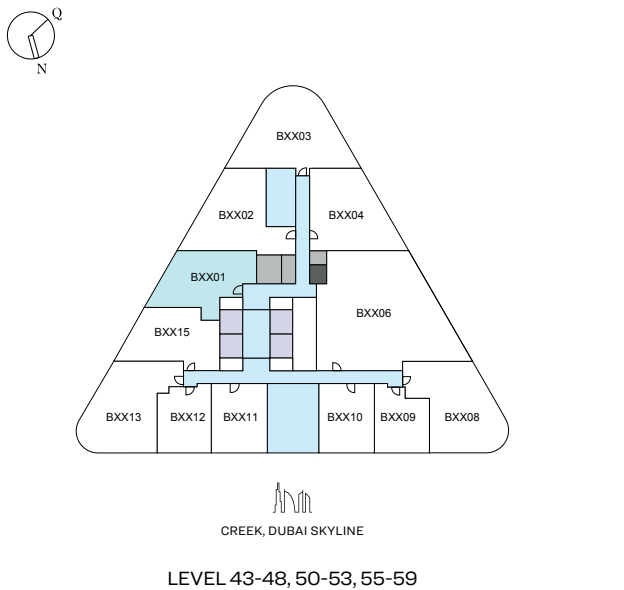 Q
N
BXX03
BXX02
BXX04
BXX01
BXX06
BXX15
BXX13
BXX12
BXX11
BXX10
BXX09
BXX08
CREEK, DUBAI SKYLINE
LEVEL 43-48, 50-53, 55-59